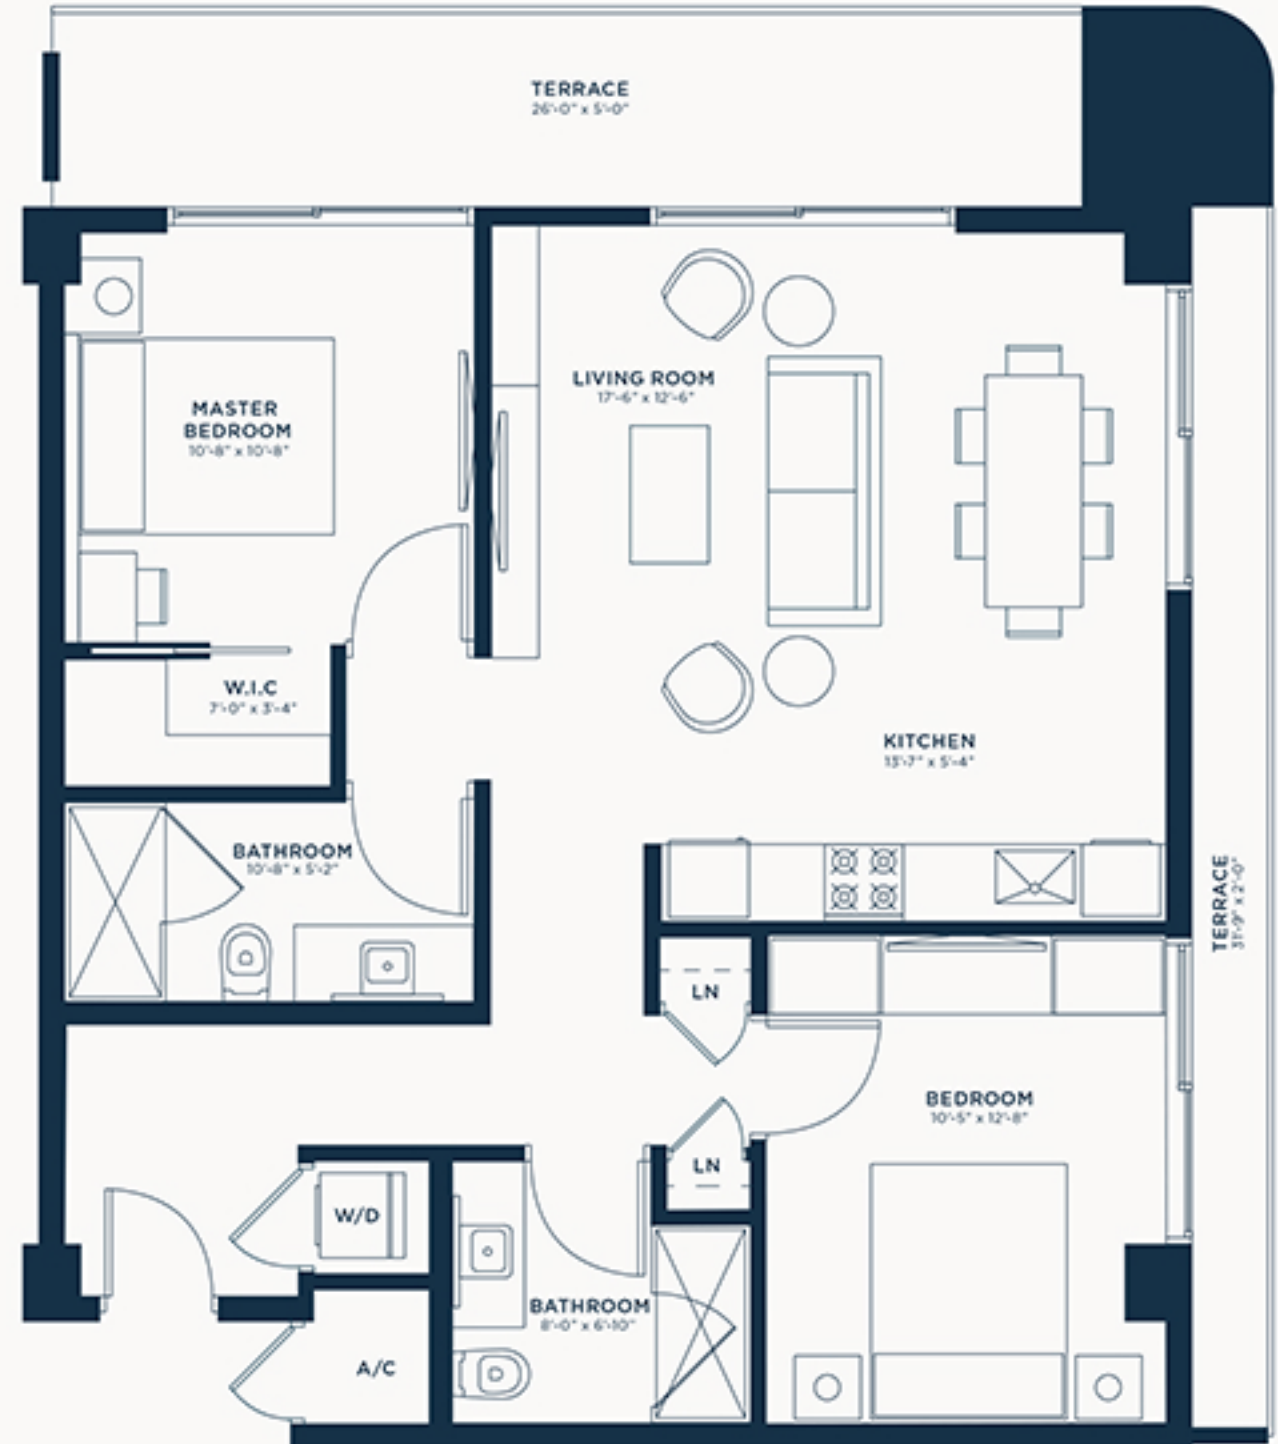 TERRACE
26'-0" x 5'-0"
MASTER
BEDROOM
10'-8" x 10'-8"
LIVING ROOM
17'-6" x 12'-6"
W.I.C
7'-0" x 3'-4"
KITCHEN
13'-7" x 5'-4"
BATHROOM
10'-8" x 5'-2"
TERRACE
31'-9" x 2'-0"
LN
BEDROOM
10'-5" x 12'-8"
LN
W/D
BATHROOM
8'-0" x 6'-10"
A/C